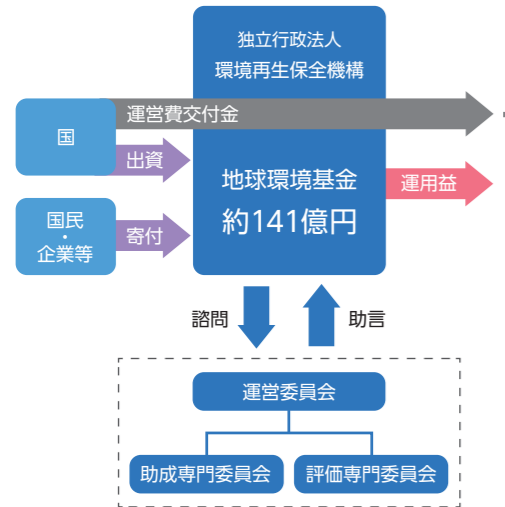 独立行政法人
環境再生保全機構
国
運営費交付金
出資
地球環境基金
約141億円
運用益
国民
・
企業等
寄付
諮問
助言
運営委員会
助成専門委員会
評価専門委員会